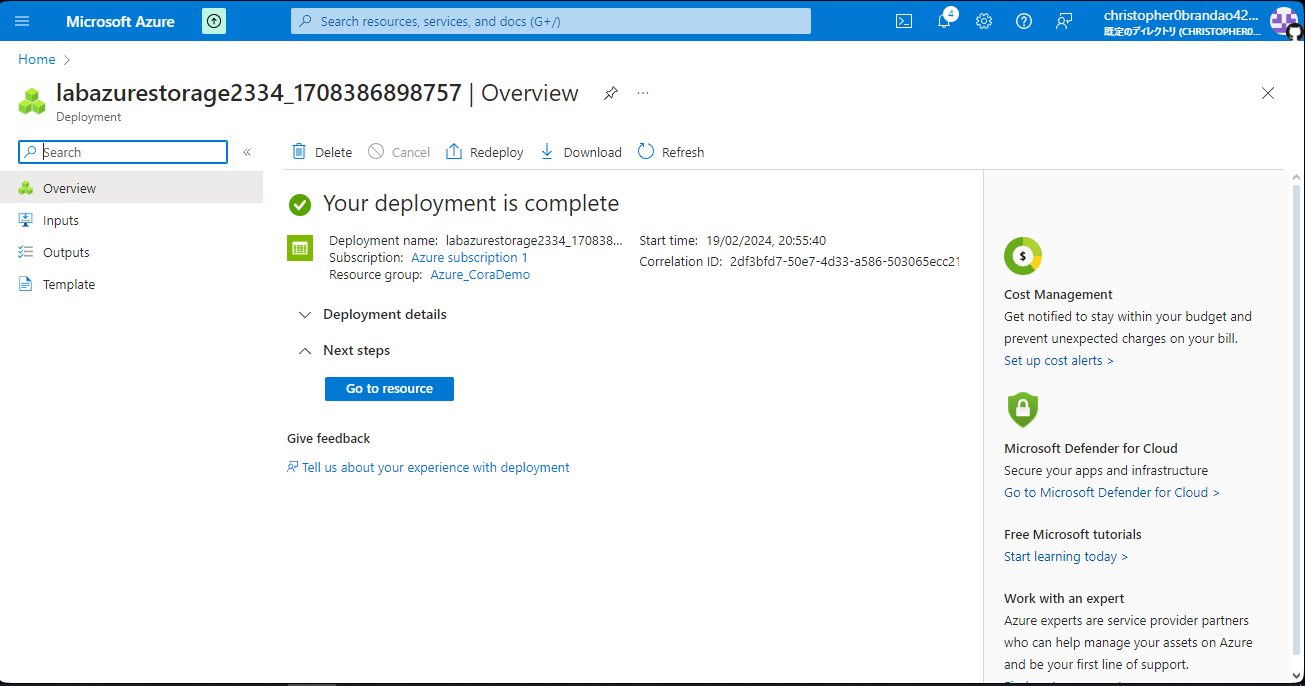 Microsoft Azure
Search resources, services, and docs (G+/)
4
christopher0brandao42...
既定のディレクトリ (CHRISTOPHER0...
Home
labazurestorage2334_1708386898757 | Overview
Deployment
Search
Overview
Inputs
Outputs
Template
Delete
Cancel
Redeploy
Download
Refresh
Your deployment is complete
Deployment name: labazurestorage2334_170838...
Subscription: Azure subscription 1
Resource group: Azure_CoraDemo
Start time: 19/02/2024, 20:55:40
Correlation ID: 2df3bfd7-50e7-4d33-a586-503065ecc21
Deployment details
Next steps
Go to resource
Give feedback
Tell us about your experience with deployment
Cost Management
Get notified to stay within your budget and
prevent unexpected charges on your bill.
Set up cost alerts >
Microsoft Defender for Cloud
Secure your apps and infrastructure
Go to Microsoft Defender for Cloud >
Free Microsoft tutorials
Start learning today >
Work with an expert
Azure experts are service provider partners
who can help manage your assets on Azure
and be your first line of support.